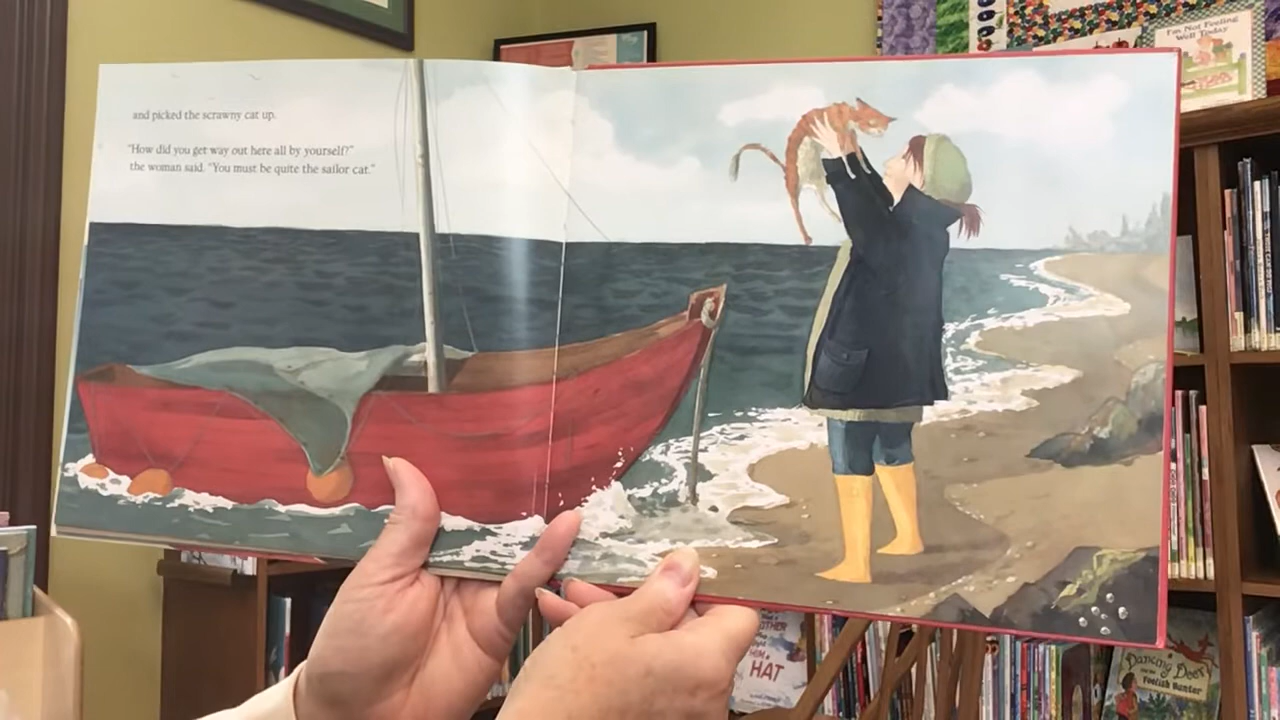 and picked the scrawny cat up.
"How did you get way out here all by yourself?"
the woman said. "You must be quite the sailor cat."
I'm Not Feeling
Well Today
HAT
Dancing Deer
Foolish Hunter